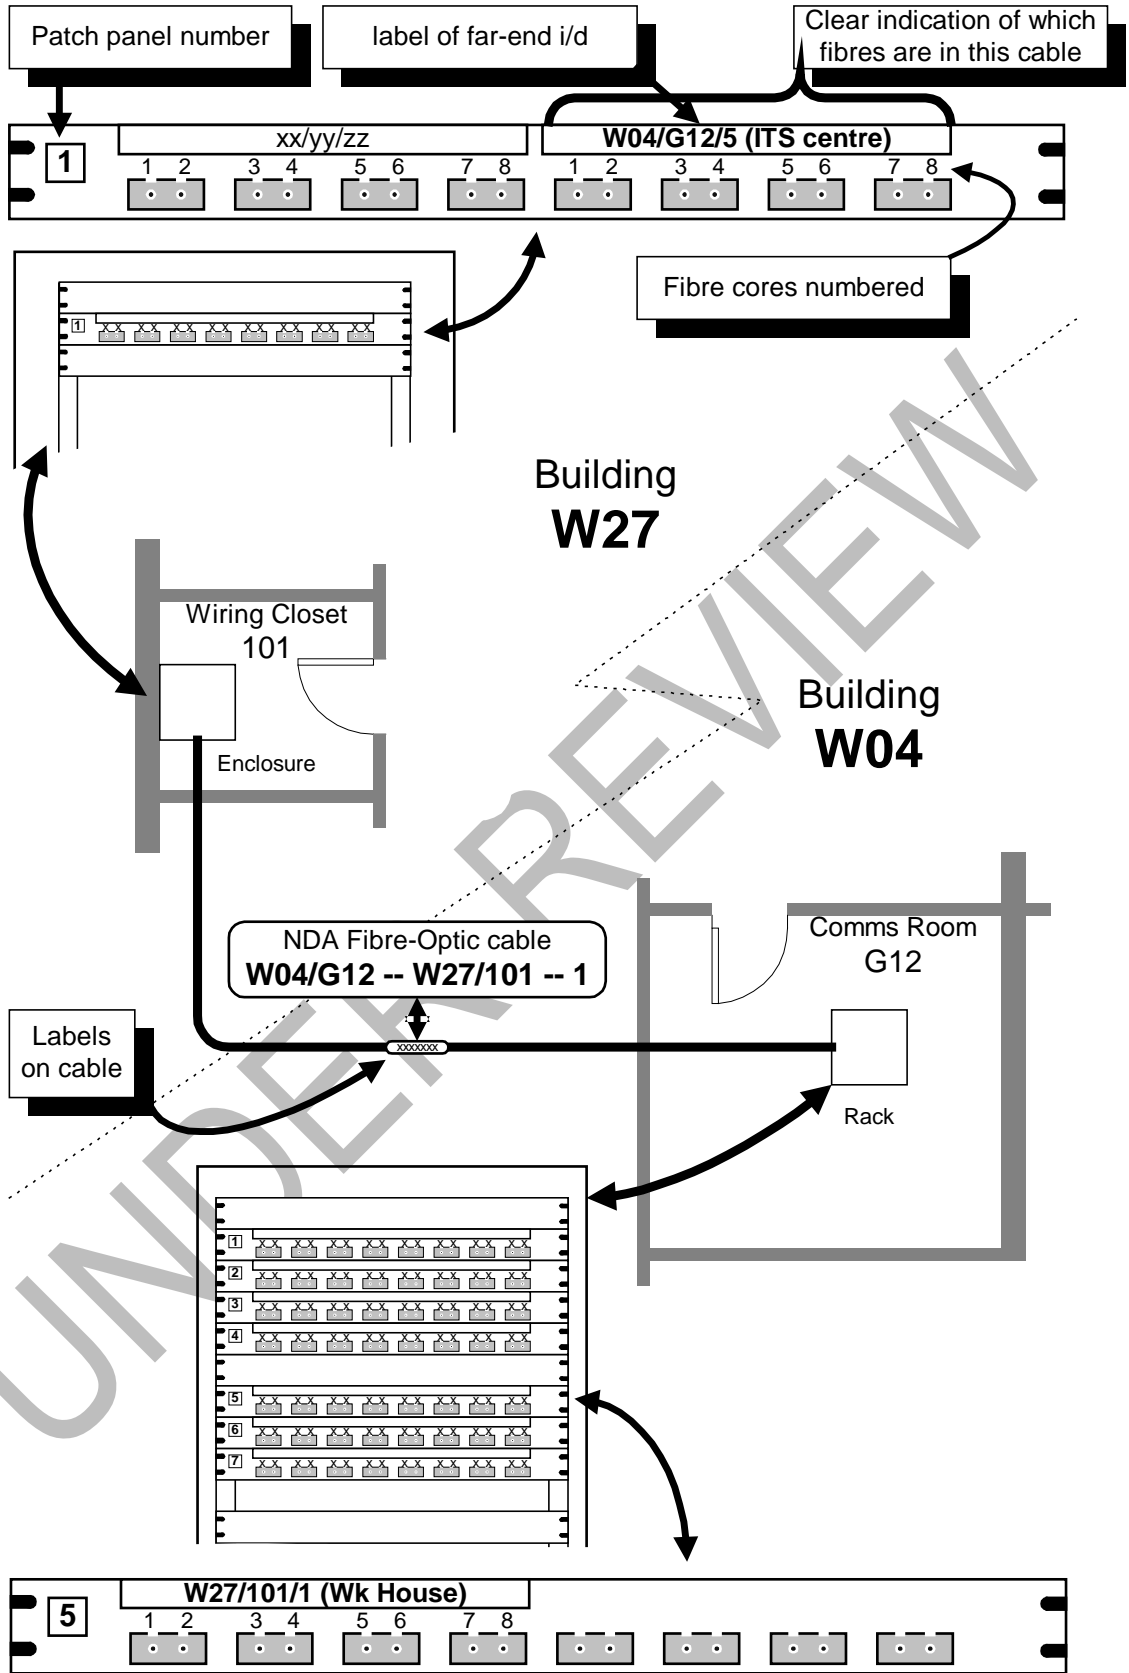 Patch panel number
label of far-end i/d
Clear indication of which
fibres are in this cable
xx/yy/zz
W04/G12/5 (ITS centre)
1
1 2 3 4 5 6 7 8 1 2 3 4 5 6 7 8
Fibre cores numbered
1
X X X X X X X X X X X X X X X X
Building
W27
Wiring Closet
101
Enclosure
Building
W04
Comms Room
G12
Rack
NDA Fibre-Optic cable
W04/G12 -- W27/101 -- 1
Labels
on cable
XXXXXXX
1
X X X X X X X X X X X X X X X X
2
X X X X X X X X X X X X X X X X
3
X X X X X X X X X X X X X X X X
4
X X X X X X X X X X X X X X X X
5
X X X X X X X X X X X X X X X X
6
X X X X X X X X X X X X X X X X
7
X X X X X X X X X X X X X X X X
W27/101/1 (Wk House)
5
1 2 3 4 5 6 7 8
UNDER REVIEW